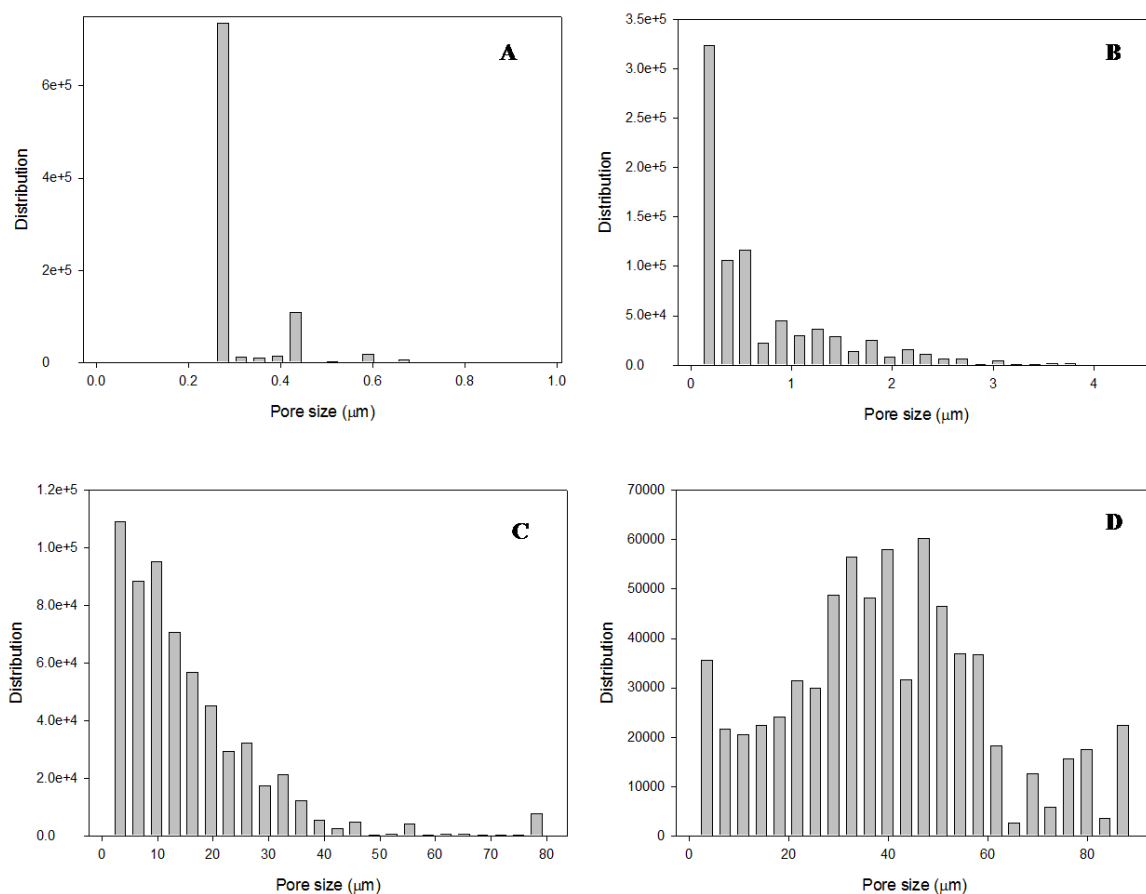 A
Distribution
6e+5
4e+5
2e+5
0
0.0 0.2 0.4 0.6 0.8 1.0
Pore size (μm)
B
Distribution
3.5e+5
3.0e+5
2.5e+5
2.0e+5
1.5e+5
1.0e+5
5.0e+4
0.0
0 1 2 3 4
Pore size (μm)
C
Distribution
1.2e+5
1.0e+5
8.0e+4
6.0e+4
4.0e+4
2.0e+4
0.0
0 10 20 30 40 50 60 70 80
Pore size (μm)
D
Distribution
70000
60000
50000
40000
30000
20000
10000
0
0 20 40 60 80
Pore size (μm)